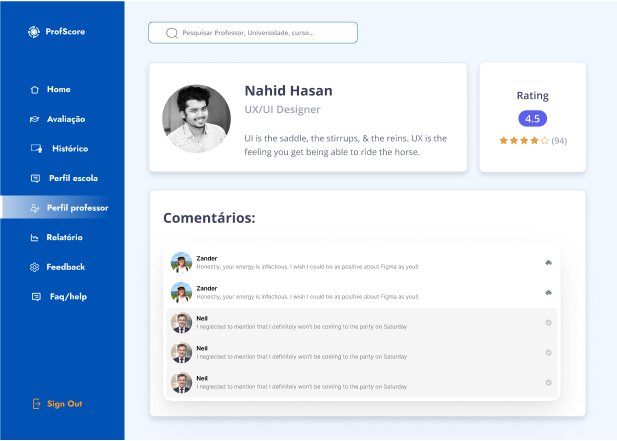 ProfScore
Home
Avaliação
Histórico
Perfil escola
Perfil professor
Relatório
Feedback
Faq/help
Sign Out
Pesquisar Professor, Universidade, curso...
Nahid Hasan
UX/UI Designer
UI is the saddle, the stirrups, & the reins. UX is the
feeling you get being able to ride the horse.
Rating
4.5
(94)
Comentários:
Zander
Honestly, your energy is infectious. I wish I could be as positive about Figma as you!!
Zander
Honestly, your energy is infectious. I wish I could be as positive about Figma as you!!
Neil
I neglected to mention that I definitely won't be coming to the party on Saturday
Neil
I neglected to mention that I definitely won't be coming to the party on Saturday
Neil
I neglected to mention that I definitely won't be coming to the party on Saturday